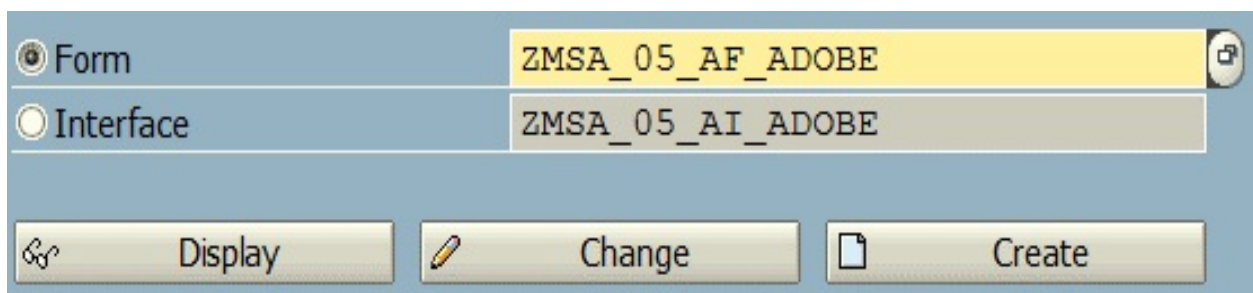 Form ZMSA_05_AF_ADOBE
Interface ZMSA_05_AI_ADOBE
Display Change Create